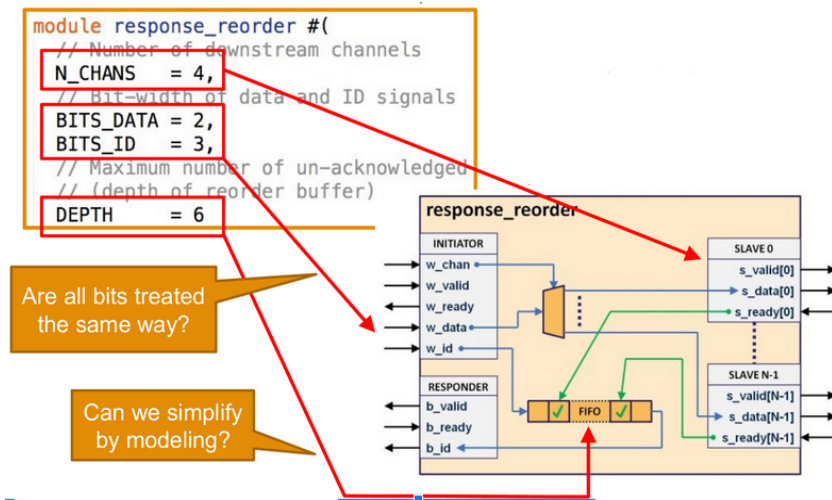 module response_reorder #(
// Number of downstream channels
N_CHANS = 4,
// Bit-width of data and ID signals
BITS_DATA = 2,
BITS_ID = 3,
// Maximum number of un-acknowledged
// (depth of reorder buffer)
DEPTH = 6
Are all bits treated
the same way?
Can we simplify
by modeling?
response_reorder
INITIATOR
w_chan
w_valid
w_ready
w_data
w_id
RESPONDER
b_valid
b_ready
b_id
FIFO
SLAVE 0
s_valid[0]
s_data[0]
s_ready[0]
SLAVE N-1
s_valid[N-1]
s_data[N-1]
s_ready[N-1]